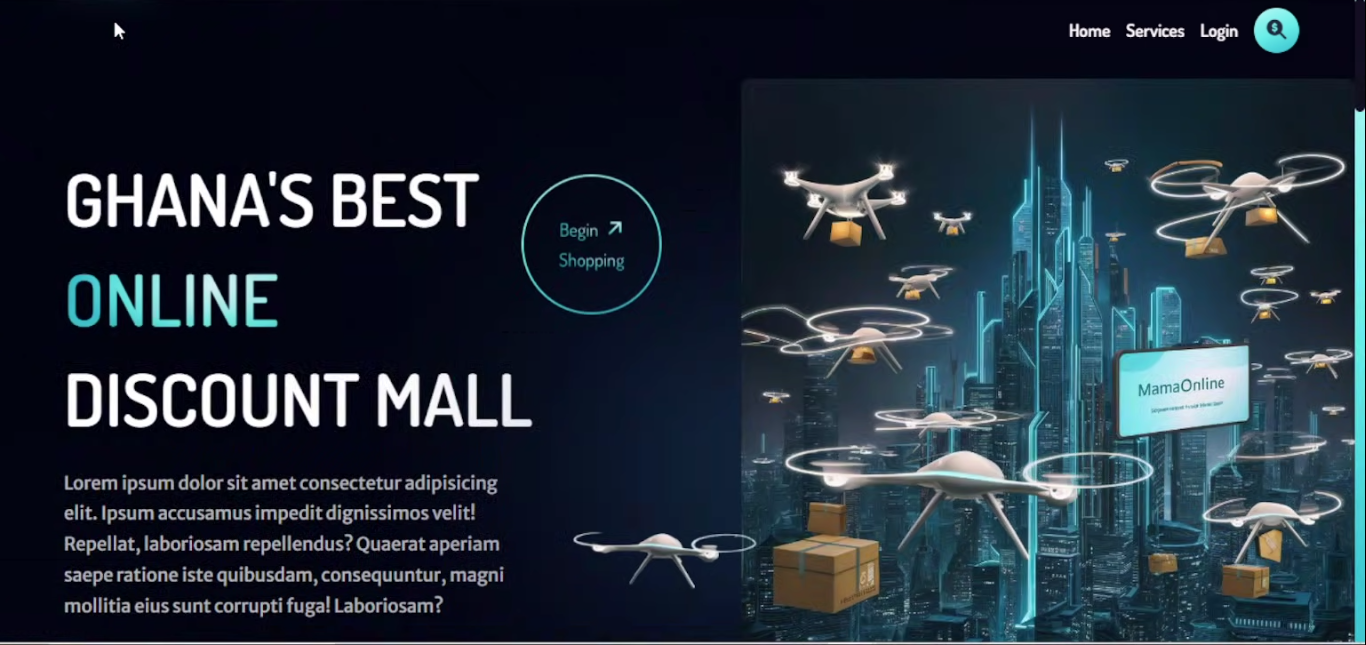 Home Services Login
GHANA'S BEST
ONLINE
DISCOUNT MALL
Begin
Shopping
Lorem ipsum dolor sit amet consectetur adipisicing
elit. Ipsum accusamus impedit dignissimos velit!
Repellat, laboriosam repellendus? Quaerat aperiam
saepe ratione iste quibusdam, consequuntur, magni
mollitia eius sunt corrupti fuga! Laboriosam?
MamaOnline